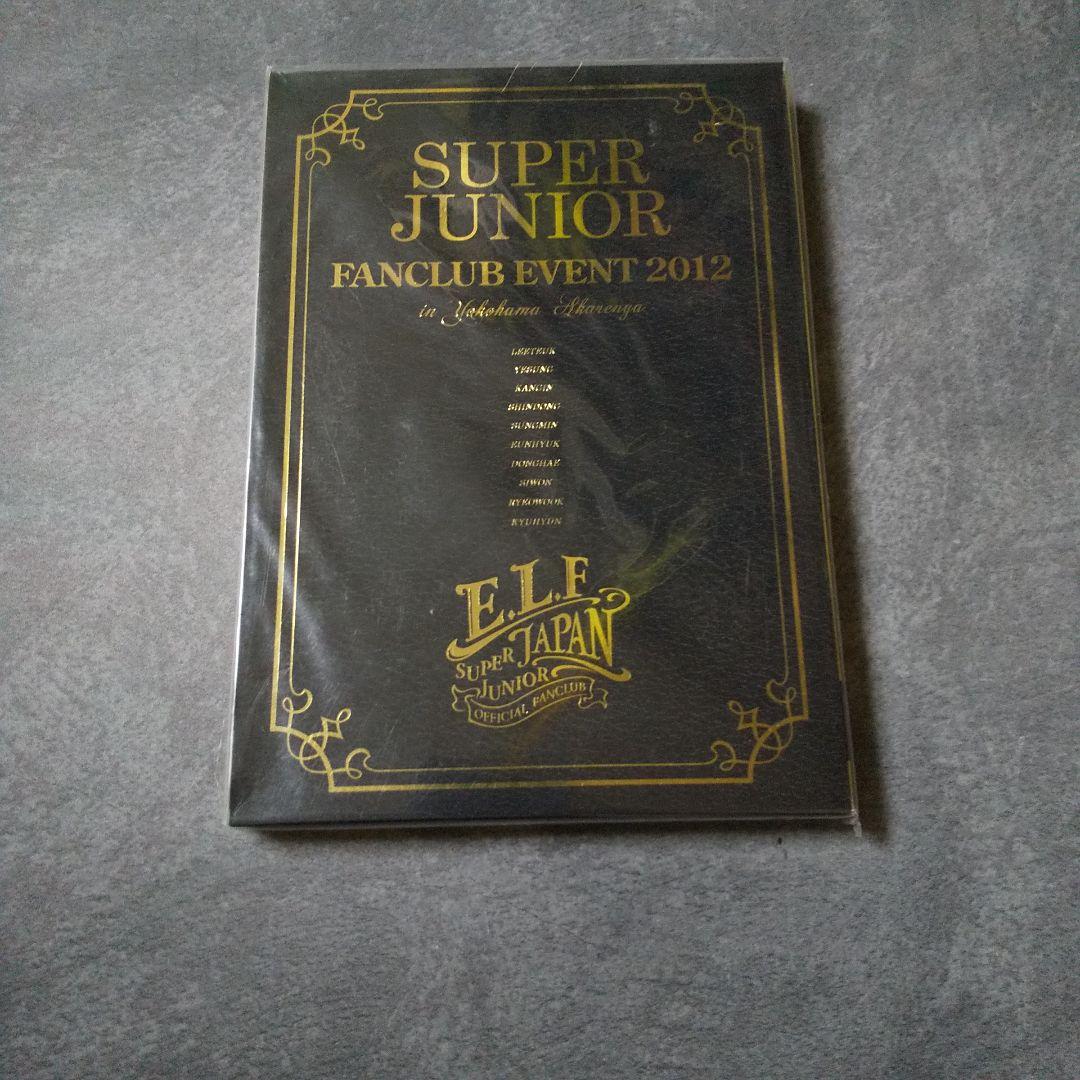 SUPER
JUNIOR
FANCLUB EVENT 2012
in Yokohama Akarenga
LEETEUK
YESUNG
KANGIN
SHINDONG
SUNGMIN
EUNHYUK
DONGHAE
SIWON
RYEOWOOK
KYUHYUN
E.L.F
JAPAN
SUPER
JUNIOR
OFFICIAL FANCLUB